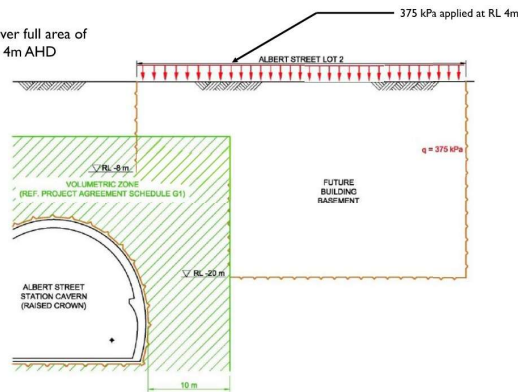 375 kPa applied at RL 4m
ver full area of
4m AHD
ALBERT STREET LOT 2
q = 375 kPa
RL -8 m
VOLUMETRIC ZONE
(REF. PROJECT AGREEMENT SCHEDULE G1)
FUTURE
BUILDING
BASEMENT
RL -20 m
ALBERT STREET
STATION CAVERN
(RAISED CROWN)
10 m